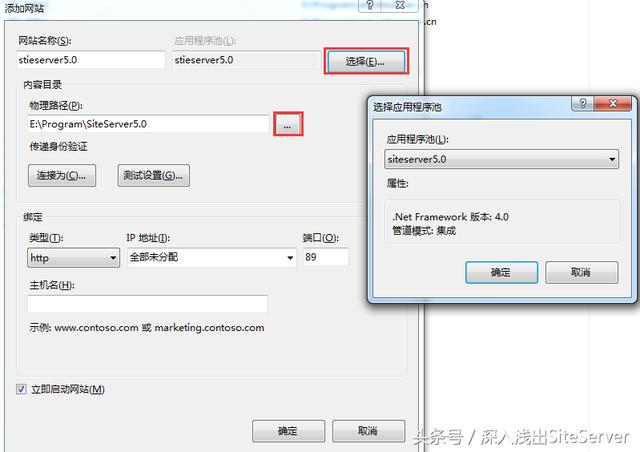 添加网站
网站名称(S):
应用程序池(L):
stieserver5.0
stieserver5.0
选择(E)...
内容目录
物理路径(P):
E:\Program\SiteServer5.0
...
传递身份验证
连接为(C)...
测试设置(G)...
绑定
类型(T):
IP 地址(I):
端口(O):
http
全部未分配
89
主机名(H):
示例: www.contoso.com 或 marketing.contoso.com
立即启动网站(M)
确定
取消
.cn
选择应用程序池
应用程序池(L):
siteserver5.0
属性:
.Net Framework 版本: 4.0
管道模式: 集成
确定
取消
头条号 / 深入浅出SiteServer